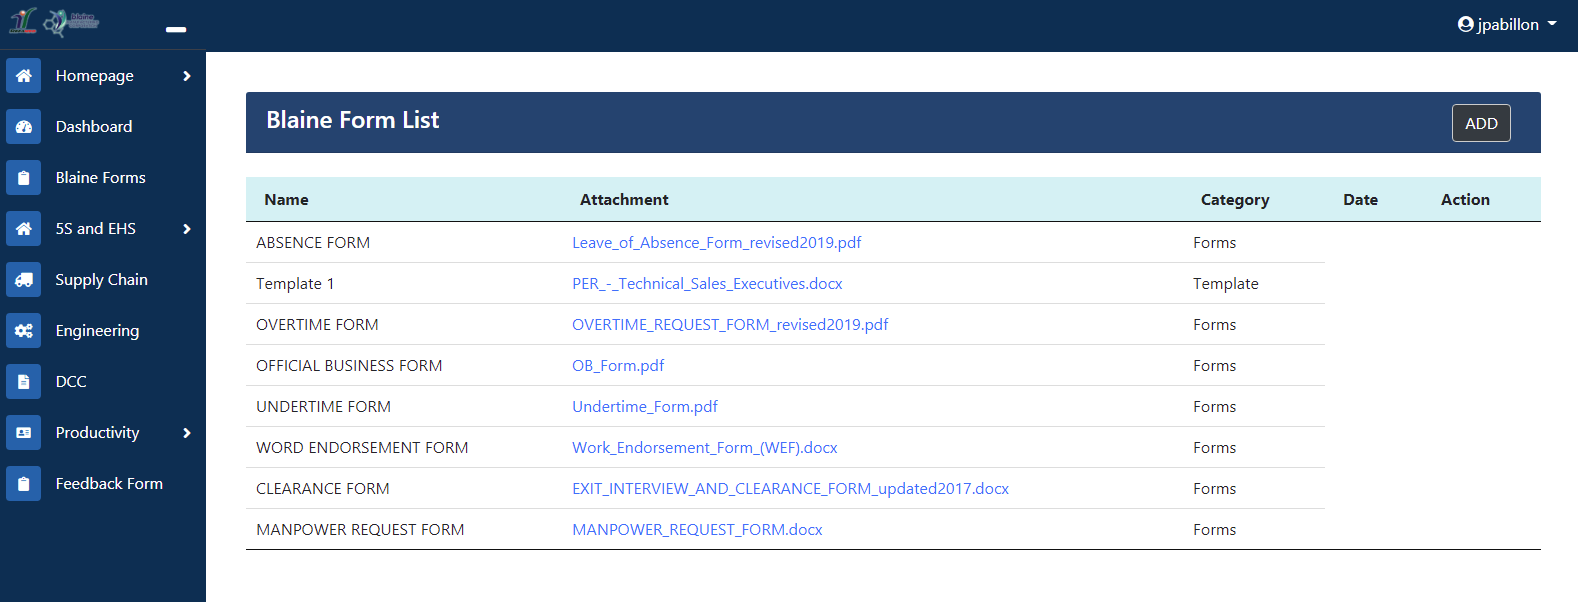 Blaine
jpabillon
Homepage
Dashboard
Blaine Forms
5S and EHS
Supply Chain
Engineering
DCC
Productivity
Feedback Form
Blaine Form List
ADD
Name Attachment Category Date Action
ABSENCE FORM Leave_of_Absence_Form_revised2019.pdf Forms
Template 1 PER_-_Technical_Sales_Executives.docx Template
OVERTIME FORM OVERTIME_REQUEST_FORM_revised2019.pdf Forms
OFFICIAL BUSINESS FORM OB_Form.pdf Forms
UNDERTIME FORM Undertime_Form.pdf Forms
WORD ENDORSEMENT FORM Work_Endorsement_Form_(WEF).docx Forms
CLEARANCE FORM EXIT_INTERVIEW_AND_CLEARANCE_FORM_updated2017.docx Forms
MANPOWER REQUEST FORM MANPOWER_REQUEST_FORM.docx Forms